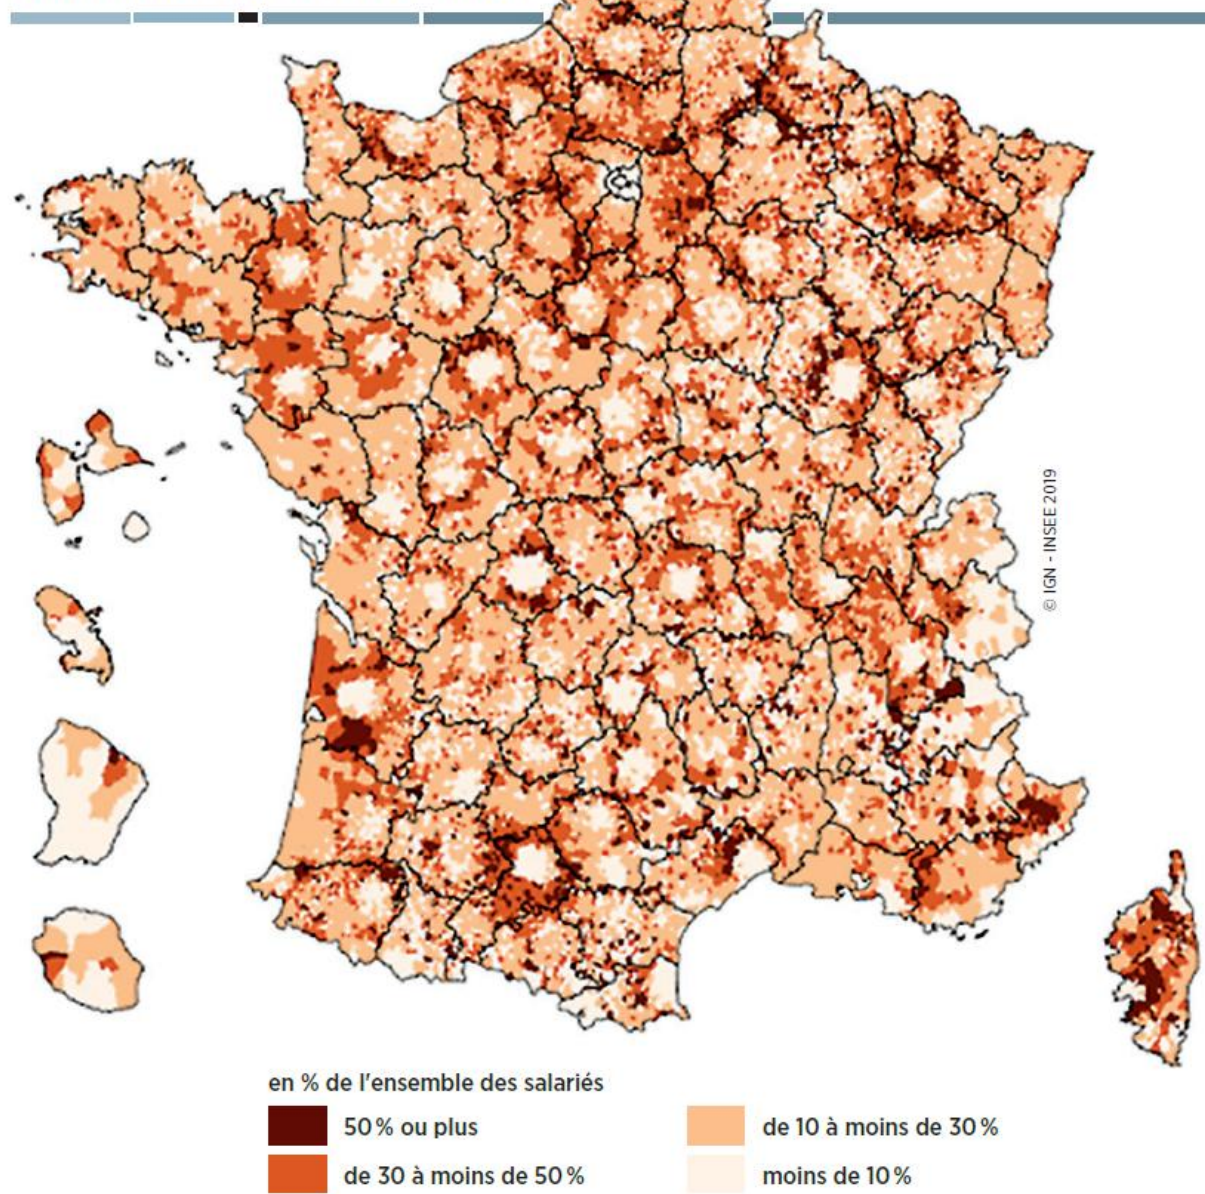 © IGN - INSEE 2019
en % de l'ensemble des salariés
50 % ou plus
de 10 à moins de 30 %
de 30 à moins de 50 %
moins de 10 %